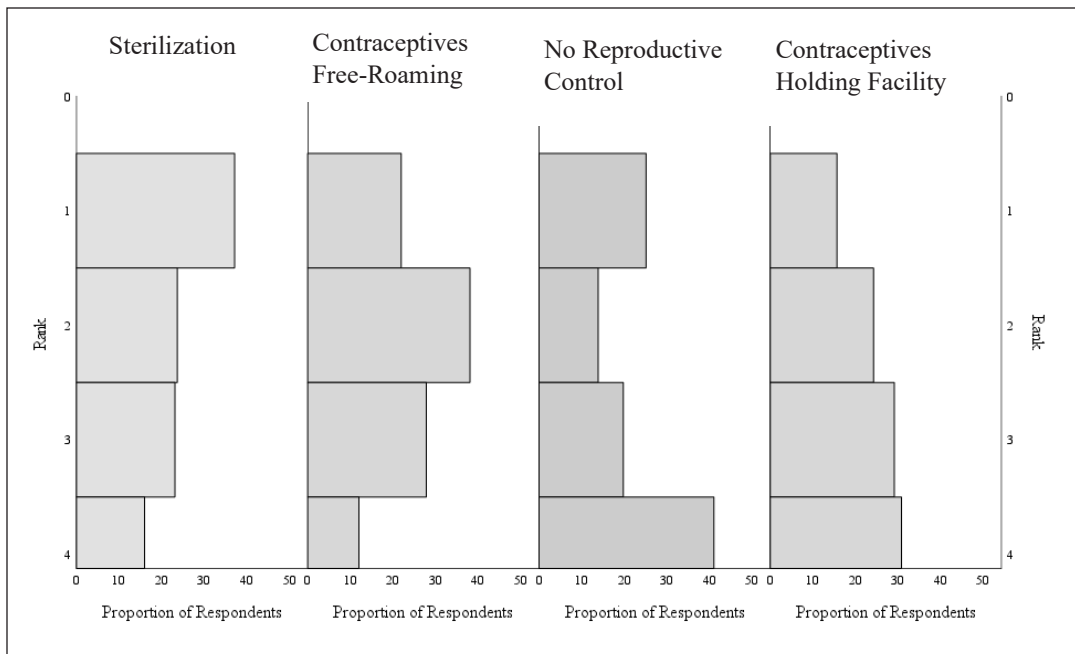 Sterilization
Contraceptives
Free-Roaming
No Reproductive
Control
Contraceptives
Holding Facility
0
1
2
3
4
Rank
0 10 20 30 40 50
Proportion of Respondents
0 10 20 30 40 50
Proportion of Respondents
0 10 20 30 40 50
Proportion of Respondents
0 10 20 30 40 50
Proportion of Respondents
0
1
2
3
4
Rank